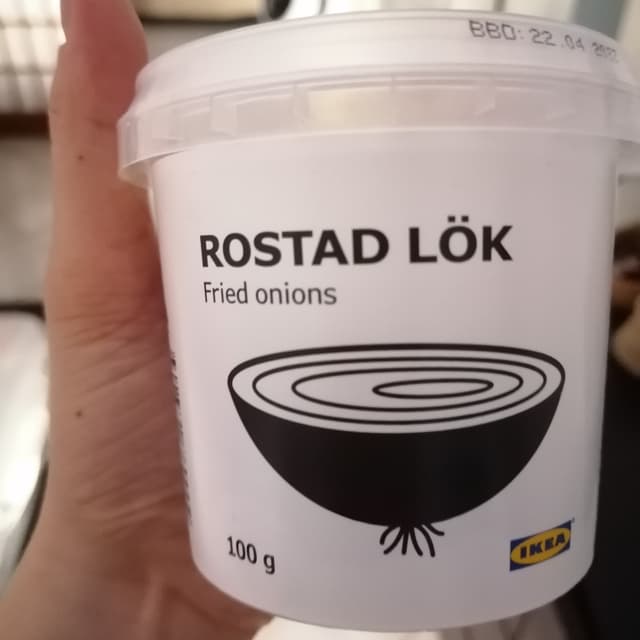 BBD: 22.04
ROSTAD LÖK
Fried onions
100 g
IKEA